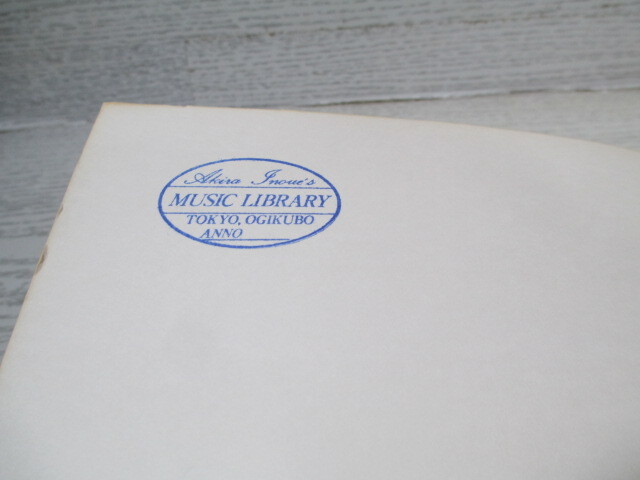 Akira Inoue's
MUSIC LIBRARY
TOKYO, OGIKUBO
ANNO